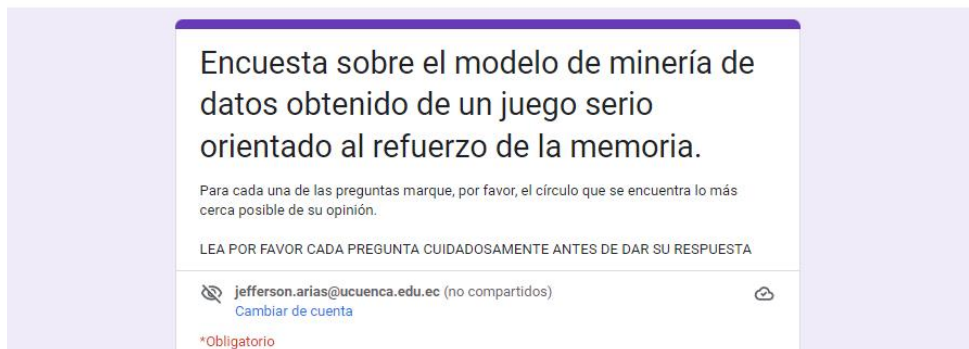 Encuesta sobre el modelo de minería de
datos obtenido de un juego serio
orientado al refuerzo de la memoria.
Para cada una de las preguntas marque, por favor, el círculo que se encuentra lo más
cerca posible de su opinión.
LEA POR FAVOR CADA PREGUNTA CUIDADOSAMENTE ANTES DE DAR SU RESPUESTA
jefferson.arias@ucuenca.edu.ec (no compartidos)
Cambiar de cuenta
*Obligatorio